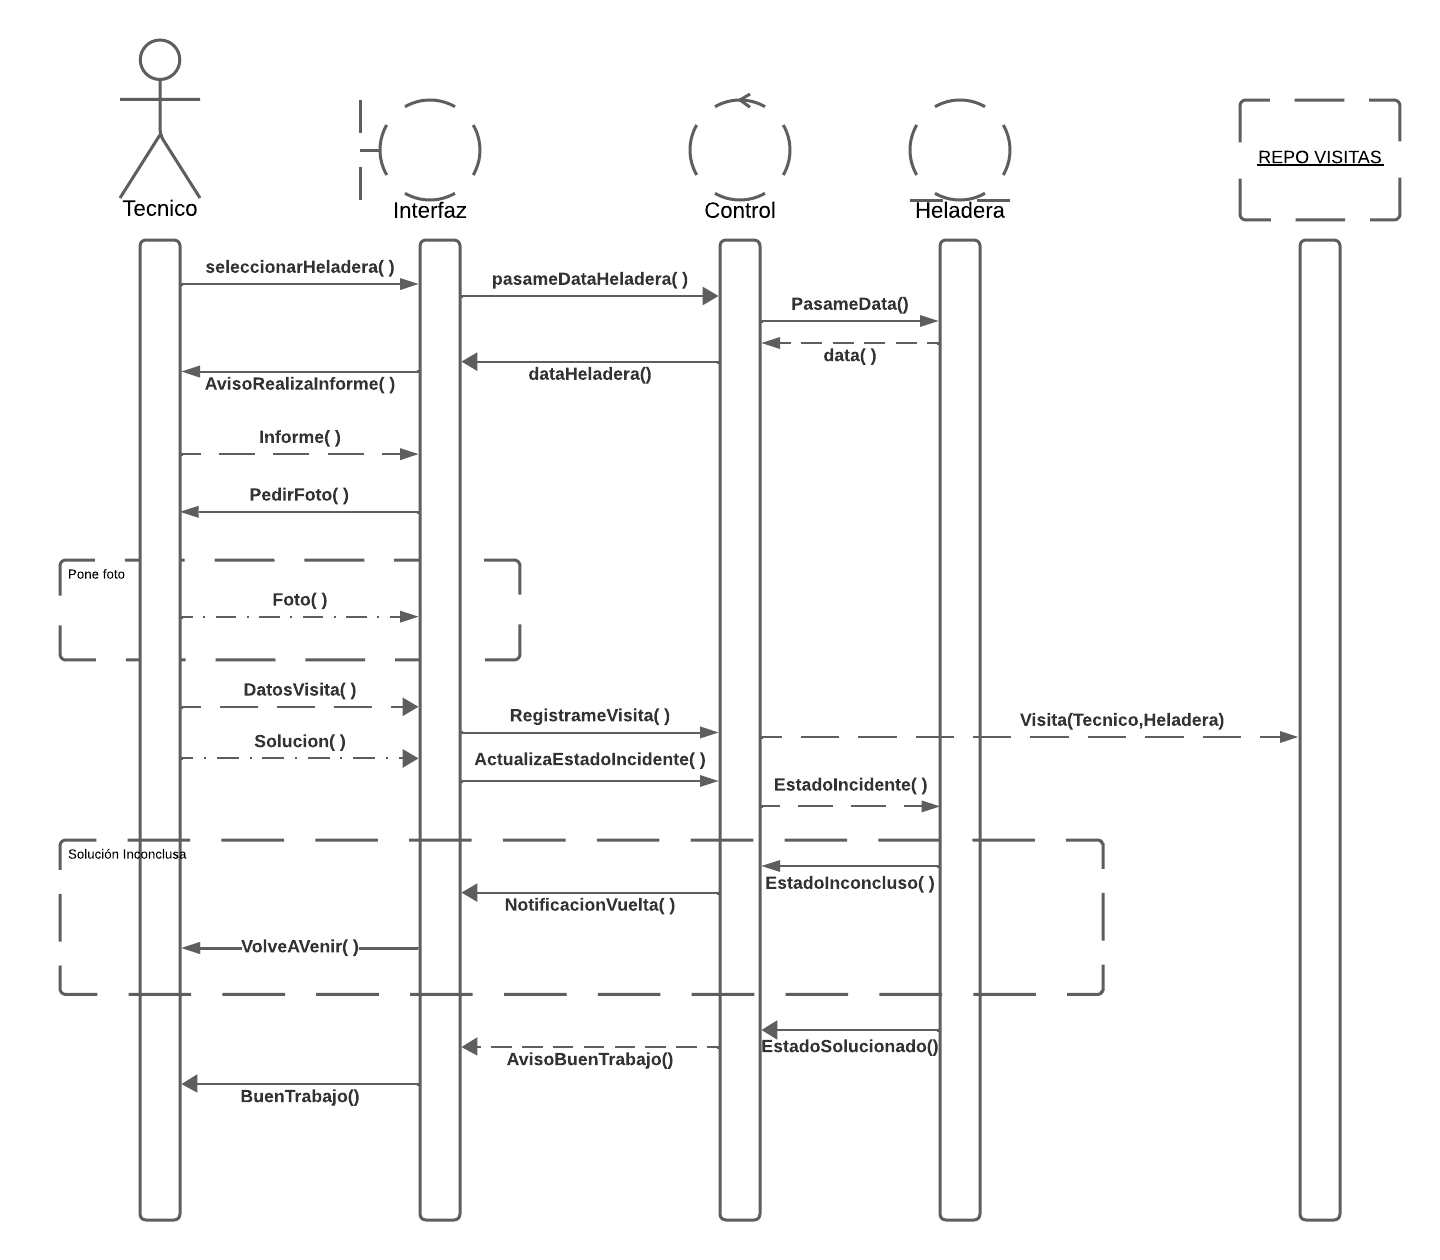 REPO VISITAS
Tecnico
Interfaz
Control
Heladera
seleccionarHeladera( )
pasameDataHeladera( )
PasameData()
data( )
dataHeladera()
AvisoRealizaInforme( )
Informe( )
PedirFoto( )
Pone foto
Foto( )
DatosVisita( )
RegistrameVisita( )
Visita(Tecnico,Heladera)
Solucion( )
ActualizaEstadoIncidente( )
EstadoIncidente( )
Solución Inconclusa
EstadoInconcluso( )
NotificacionVuelta( )
VolveAVenir( )
EstadoSolucionado()
AvisoBuenTrabajo()
BuenTrabajo()